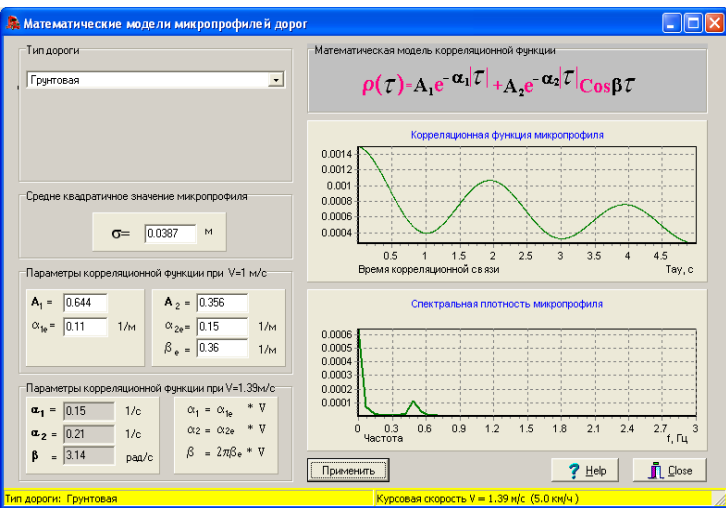 Математические модели микропрофилей дорог
Тип дороги
Грунтовая
Математическая модель корреляционной функции
ρ(τ)=A₁e^-α₁|τ| +A₂e^-α₂|τ|Cosβτ
Средне квадратичное значение микропрофиля
σ= 0.0387 м
Параметры корреляционной функции при V=1 м/с
A₁ = 0.644
α₁ₑ= 0.11 1/м
A ₂ = 0.356
α₂ₑ= 0.15 1/м
β ₑ = 0.36 1/м
Параметры корреляционной функции при V=1.39м/с
α₁ = 0.15 1/с
α₂ = 0.21 1/с
β = 3.14 рад/с
α₁ = α₁ₑ * V
α₂ = α₂ₑ * V
β = 2πβₑ * V
Корреляционная функция микропрофиля
0.0014
0.0012
0.001
0.0008
0.0006
0.0004
0.5 1 1.5 2 2.5 3 3.5 4 4.5
Время корреляционной связи Тау, с
Спектральная плотность микропрофиля
0.0006
0.0005
0.0004
0.0003
0.0002
0.0001
0 0.3 0.6 0.9 1.2 1.5 1.8 2.1 2.4 2.7 3
Частота f, Гц
Применить
? Help
Close
Тип дороги: Грунтовая
Курсовая скорость V = 1.39 м/с (5.0 км/ч )